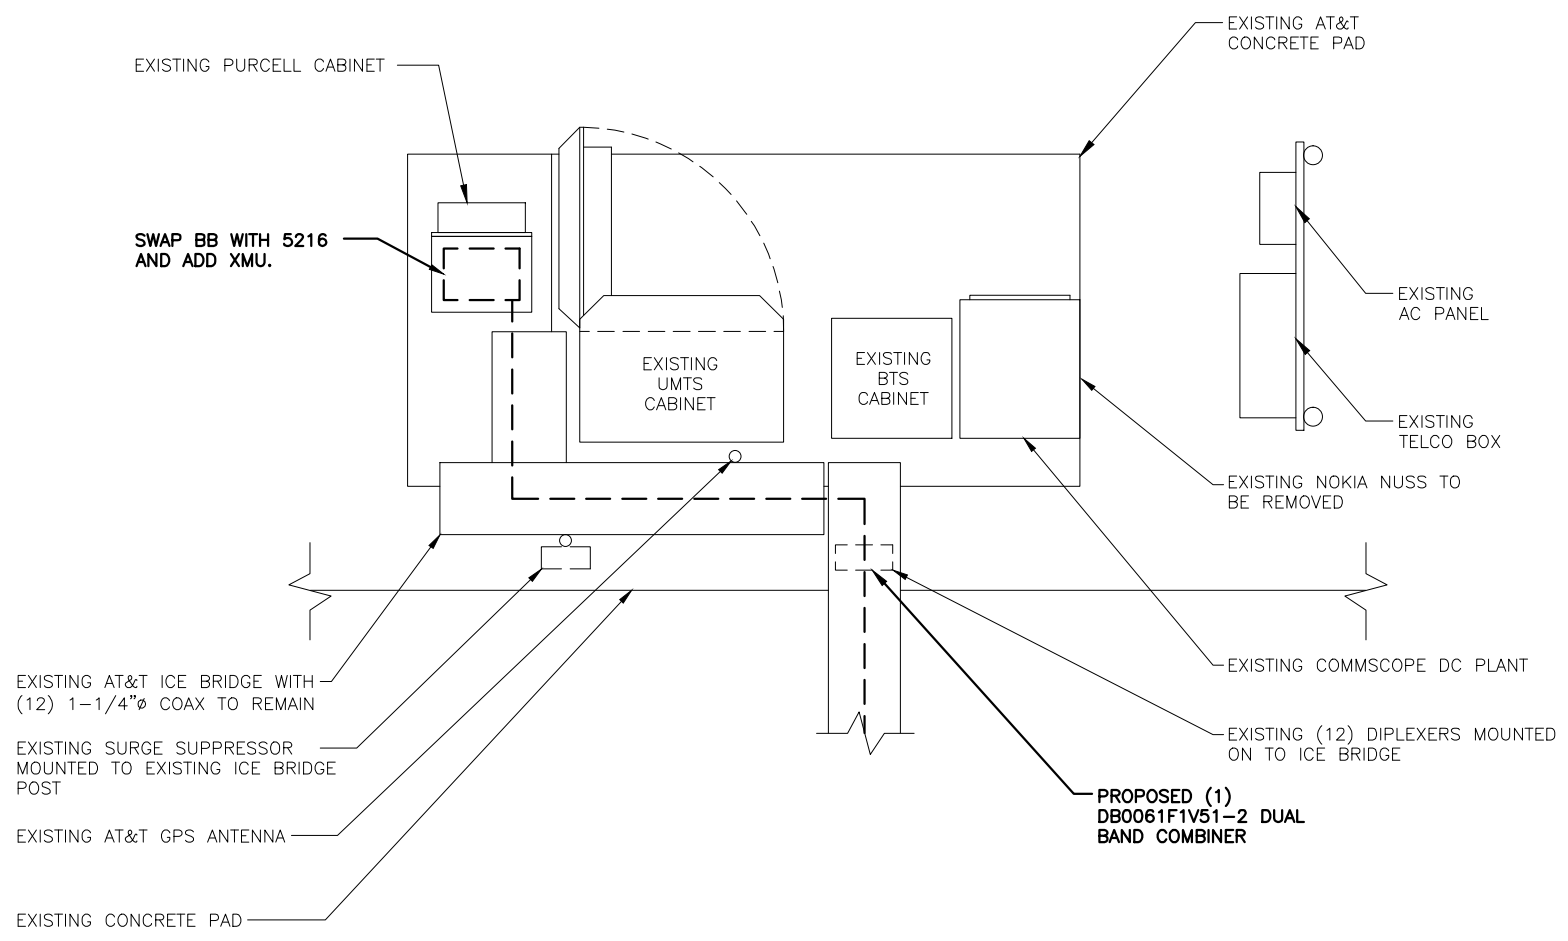 EXISTING AT&T
CONCRETE PAD
EXISTING PURCELL CABINET
SWAP BB WITH 5216
AND ADD XMU.
EXISTING
AC PANEL
EXISTING
UMTS
CABINET
EXISTING
BTS
CABINET
EXISTING
TELCO BOX
EXISTING NOKIA NUSS TO
BE REMOVED
EXISTING COMMSCOPE DC PLANT
EXISTING AT&T ICE BRIDGE WITH
(12) 1-1/4"ø COAX TO REMAIN
EXISTING (12) DIPLEXERS MOUNTED
ON TO ICE BRIDGE
EXISTING SURGE SUPPRESSOR
MOUNTED TO EXISTING ICE BRIDGE
POST
PROPOSED (1)
DB0061F1V51-2 DUAL
BAND COMBINER
EXISTING AT&T GPS ANTENNA
EXISTING CONCRETE PAD